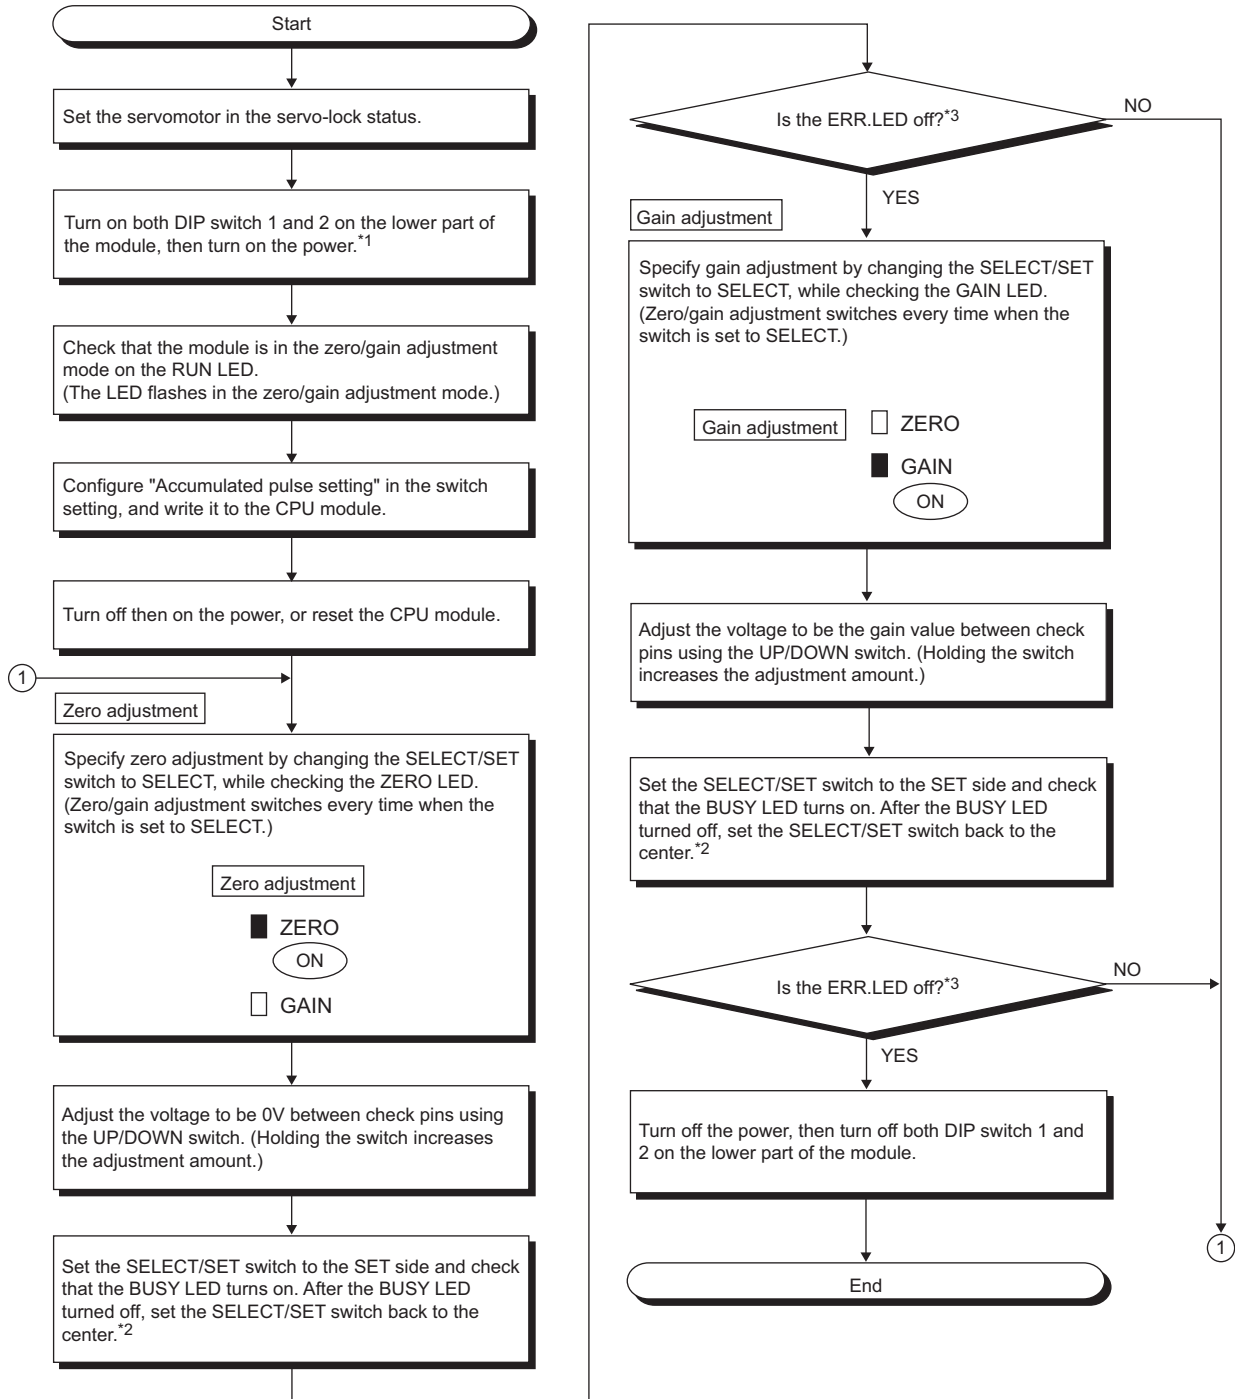 Start
Set the servomotor in the servo-lock status.
Turn on both DIP switch 1 and 2 on the lower part of
the module, then turn on the power.*1
Check that the module is in the zero/gain adjustment
mode on the RUN LED.
(The LED flashes in the zero/gain adjustment mode.)
Configure "Accumulated pulse setting" in the switch
setting, and write it to the CPU module.
Turn off then on the power, or reset the CPU module.
1
Zero adjustment
Specify zero adjustment by changing the SELECT/SET
switch to SELECT, while checking the ZERO LED.
(Zero/gain adjustment switches every time when the
switch is set to SELECT.)
Zero adjustment
ZERO
ON
GAIN
Adjust the voltage to be 0V between check pins using
the UP/DOWN switch. (Holding the switch increases
the adjustment amount.)
Set the SELECT/SET switch to the SET side and check
that the BUSY LED turns on. After the BUSY LED
turned off, set the SELECT/SET switch back to the
center.*2
Is the ERR.LED off?*3
NO
YES
Gain adjustment
Specify gain adjustment by changing the SELECT/SET
switch to SELECT, while checking the GAIN LED.
(Zero/gain adjustment switches every time when the
switch is set to SELECT.)
Gain adjustment
ZERO
GAIN
ON
Adjust the voltage to be the gain value between check
pins using the UP/DOWN switch. (Holding the switch
increases the adjustment amount.)
Set the SELECT/SET switch to the SET side and check
that the BUSY LED turns on. After the BUSY LED
turned off, set the SELECT/SET switch back to the
center.*2
Is the ERR.LED off?*3
NO
YES
Turn off the power, then turn off both DIP switch 1 and
2 on the lower part of the module.
1
End